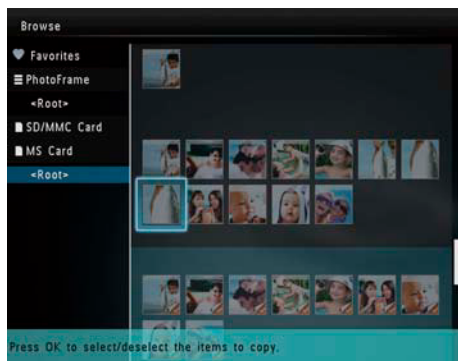 Browse
Favorites
PhotoFrame
<Root>
SD/MMC Card
MS Card
<Root>
Press OK to select/deselect the items to copy.